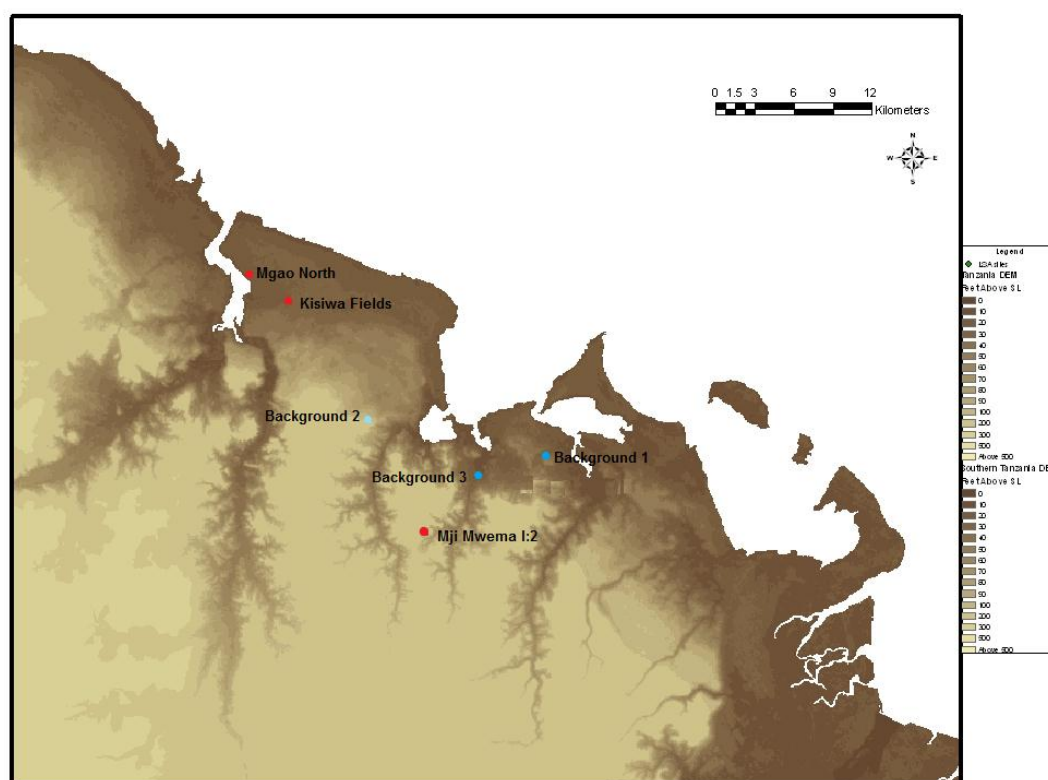 0 1.5 3 6 9 12
Kilometers
N
W E
S
Mgao North
Kisiwa Fields
Background 2
Background 1
Background 3
Mji Mwema I:2
Legend
LSA sites
Tanzania DEM
Feet Above SL
0
10
20
30
40
50
60
70
80
90
100
200
300
500
Above 500
Southern Tanzania DE
Feet Above SL
0
10
20
30
40
50
60
70
80
90
100
200
300
500
Above 500